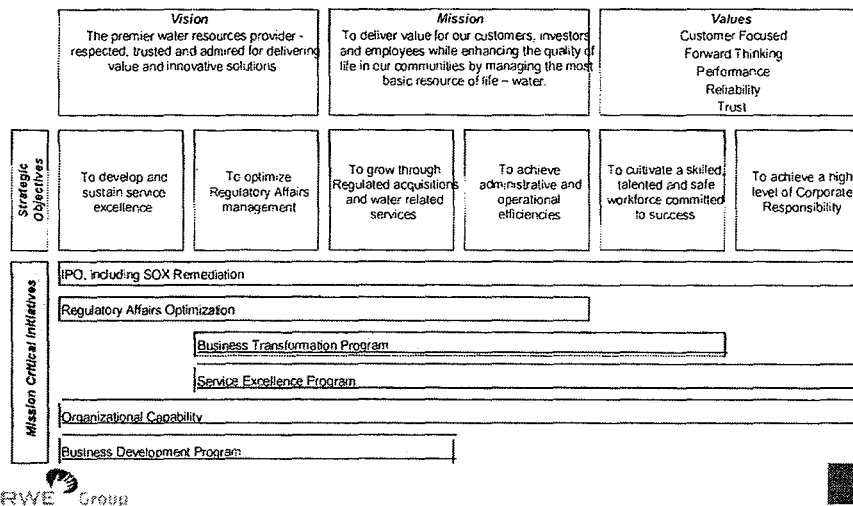 Vision
The premier water resources provider -
respected, trusted and admired for delivering
value and innovative solutions
Mission
To deliver value for our customers, investors
and employees while enhancing the quality of
life in our communities by managing the most
basic resource of life – water.
Values
Customer Focused
Forward Thinking
Performance
Reliability
Trust
Strategic
Objectives
To develop and
sustain service
excellence
To optimize
Regulatory Affairs
management
To grow through
Regulated acquisitions
and water related
services
To achieve
administrative and
operational
efficiencies
To cultivate a skilled,
talented and safe
workforce committed
to success
To achieve a high
level of Corporate
Responsibility
Mission Critical Initiatives
IPO, including SOX Remediation
Regulatory Affairs Optimization
Business Transformation Program
Service Excellence Program
Organizational Capability
Business Development Program
RWE Group